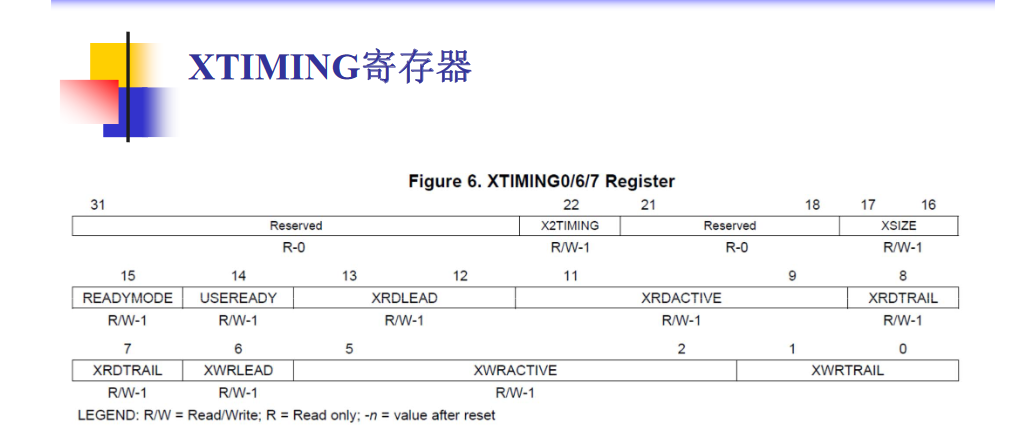 XTIMING寄存器
Figure 6. XTIMING0/6/7 Register
31 22 21 18 17 16
Reserved X2TIMING Reserved XSIZE
R-0 R/W-1 R-0 R/W-1
15 14 13 12 11 9 8
READYMODE USEREADY XRDLEAD XRDACTIVE XRDTRAIL
R/W-1 R/W-1 R/W-1 R/W-1 R/W-1
7 6 5 2 1 0
XRDTRAIL XWRLEAD XWRACTIVE XWRTRAIL
R/W-1 R/W-1 R/W-1
LEGEND: R/W = Read/Write; R = Read only; -n = value after reset